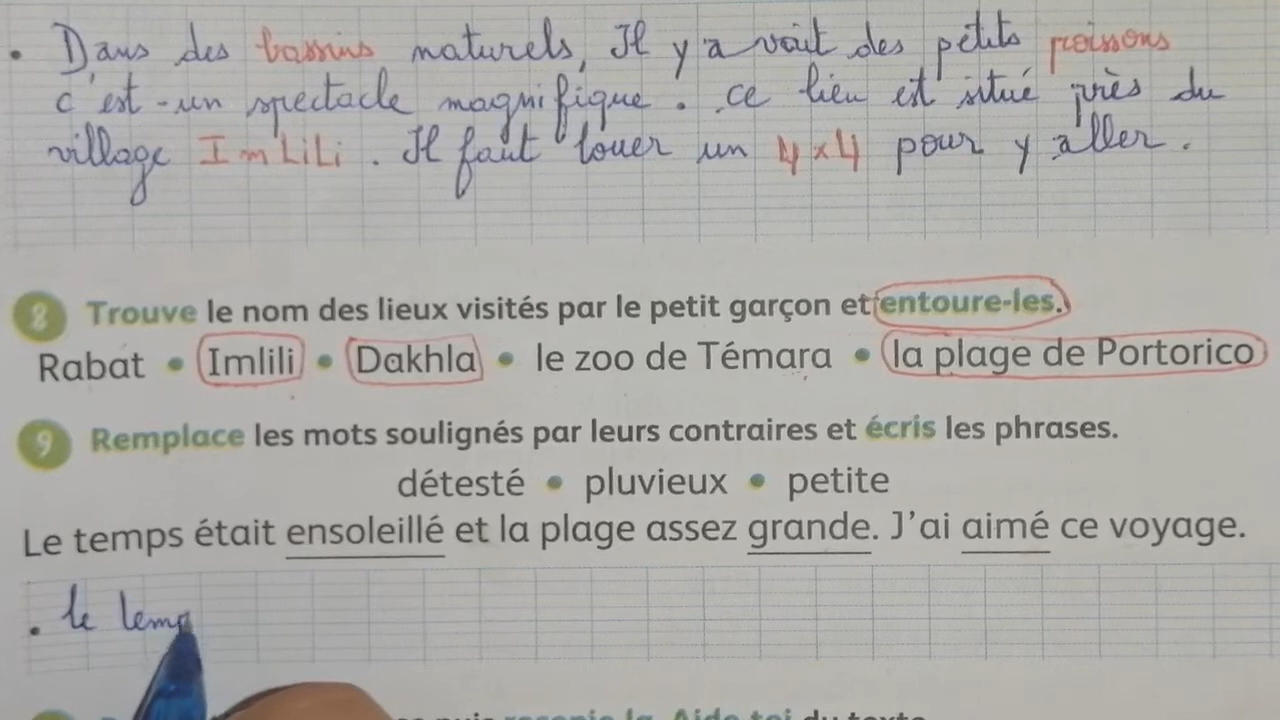 • Dans des bassins naturels, Il y a vait des petits poissons
c'est-un spectacle magnifique. ce lieu est situé près du
village ImLiLi. Il faut louer un 4x4 pour y aller.
8 Trouve le nom des lieux visités par le petit garçon et entoure-les.
Rabat • Imlili • Dakhla • le zoo de Témara • la plage de Portorico
9 Remplace les mots soulignés par leurs contraires et écris les phrases.
détesté • pluvieux • petite
Le temps était ensoleillé et la plage assez grande. J'ai aimé ce voyage.
. le temp